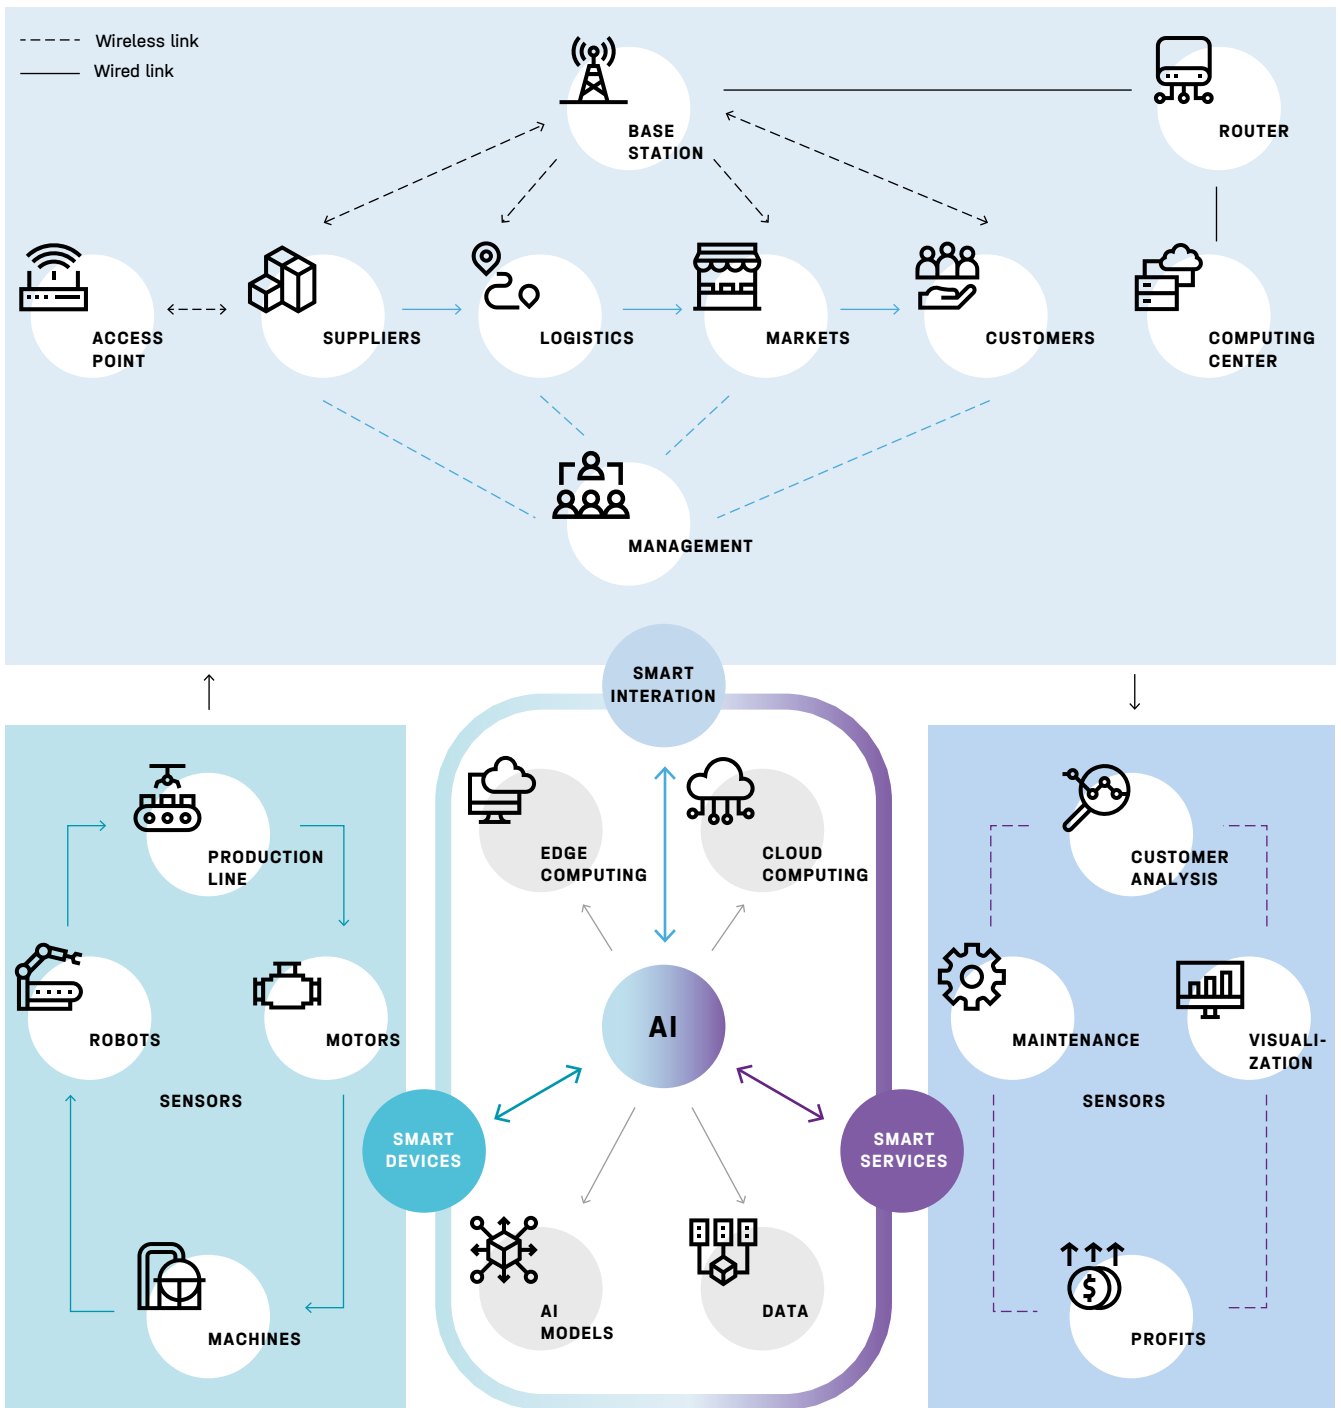 Wireless link
Wired link
BASE
STATION
ROUTER
ACCESS
POINT
SUPPLIERS
LOGISTICS
MARKETS
CUSTOMERS
COMPUTING
CENTER
MANAGEMENT
SMART
INTERATION
PRODUCTION
LINE
ROBOTS
MOTORS
SENSORS
MACHINES
EDGE
COMPUTING
CLOUD
COMPUTING
AI
SMART
DEVICES
SMART
SERVICES
AI
MODELS
DATA
CUSTOMER
ANALYSIS
MAINTENANCE
VISUALI-
ZATION
SENSORS
$
PROFITS